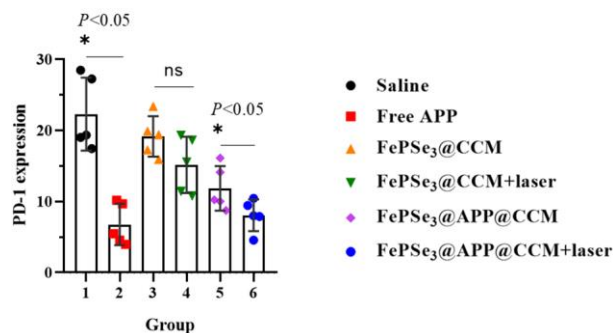 P<0.05
*
ns
P<0.05
*
PD-1 expression
30
20
10
0
1 2 3 4 5 6
Group
Saline
Free APP
FePSe₃@CCM
FePSe₃@CCM+laser
FePSe₃@APP@CCM
FePSe₃@APP@CCM+laser